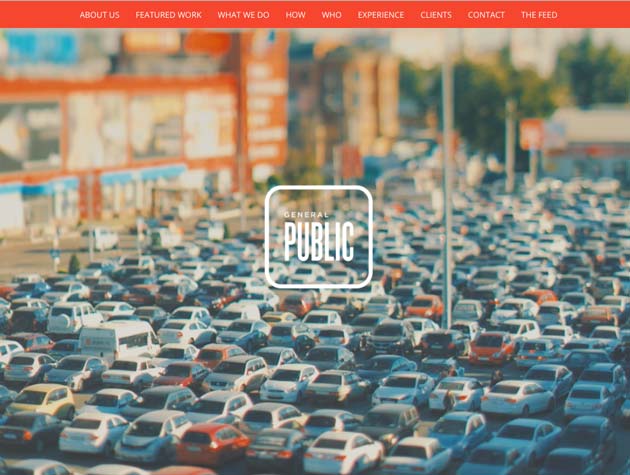 ABOUT US FEATURED WORK WHAT WE DO HOW WHO EXPERIENCE CLIENTS CONTACT THE FEED
GENERAL
PUBLIC